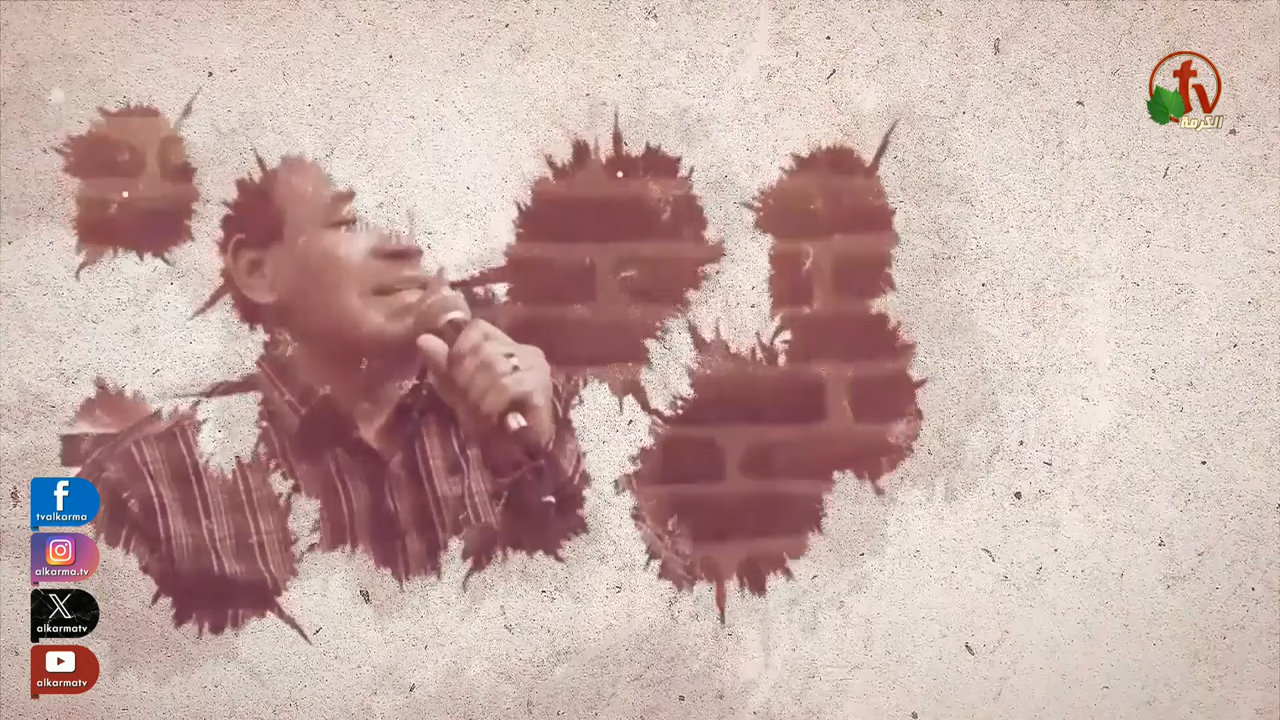 tv
الكرمة
f
tvalkarma
alkarma.tv
X
alkarmatv
alkarmatv